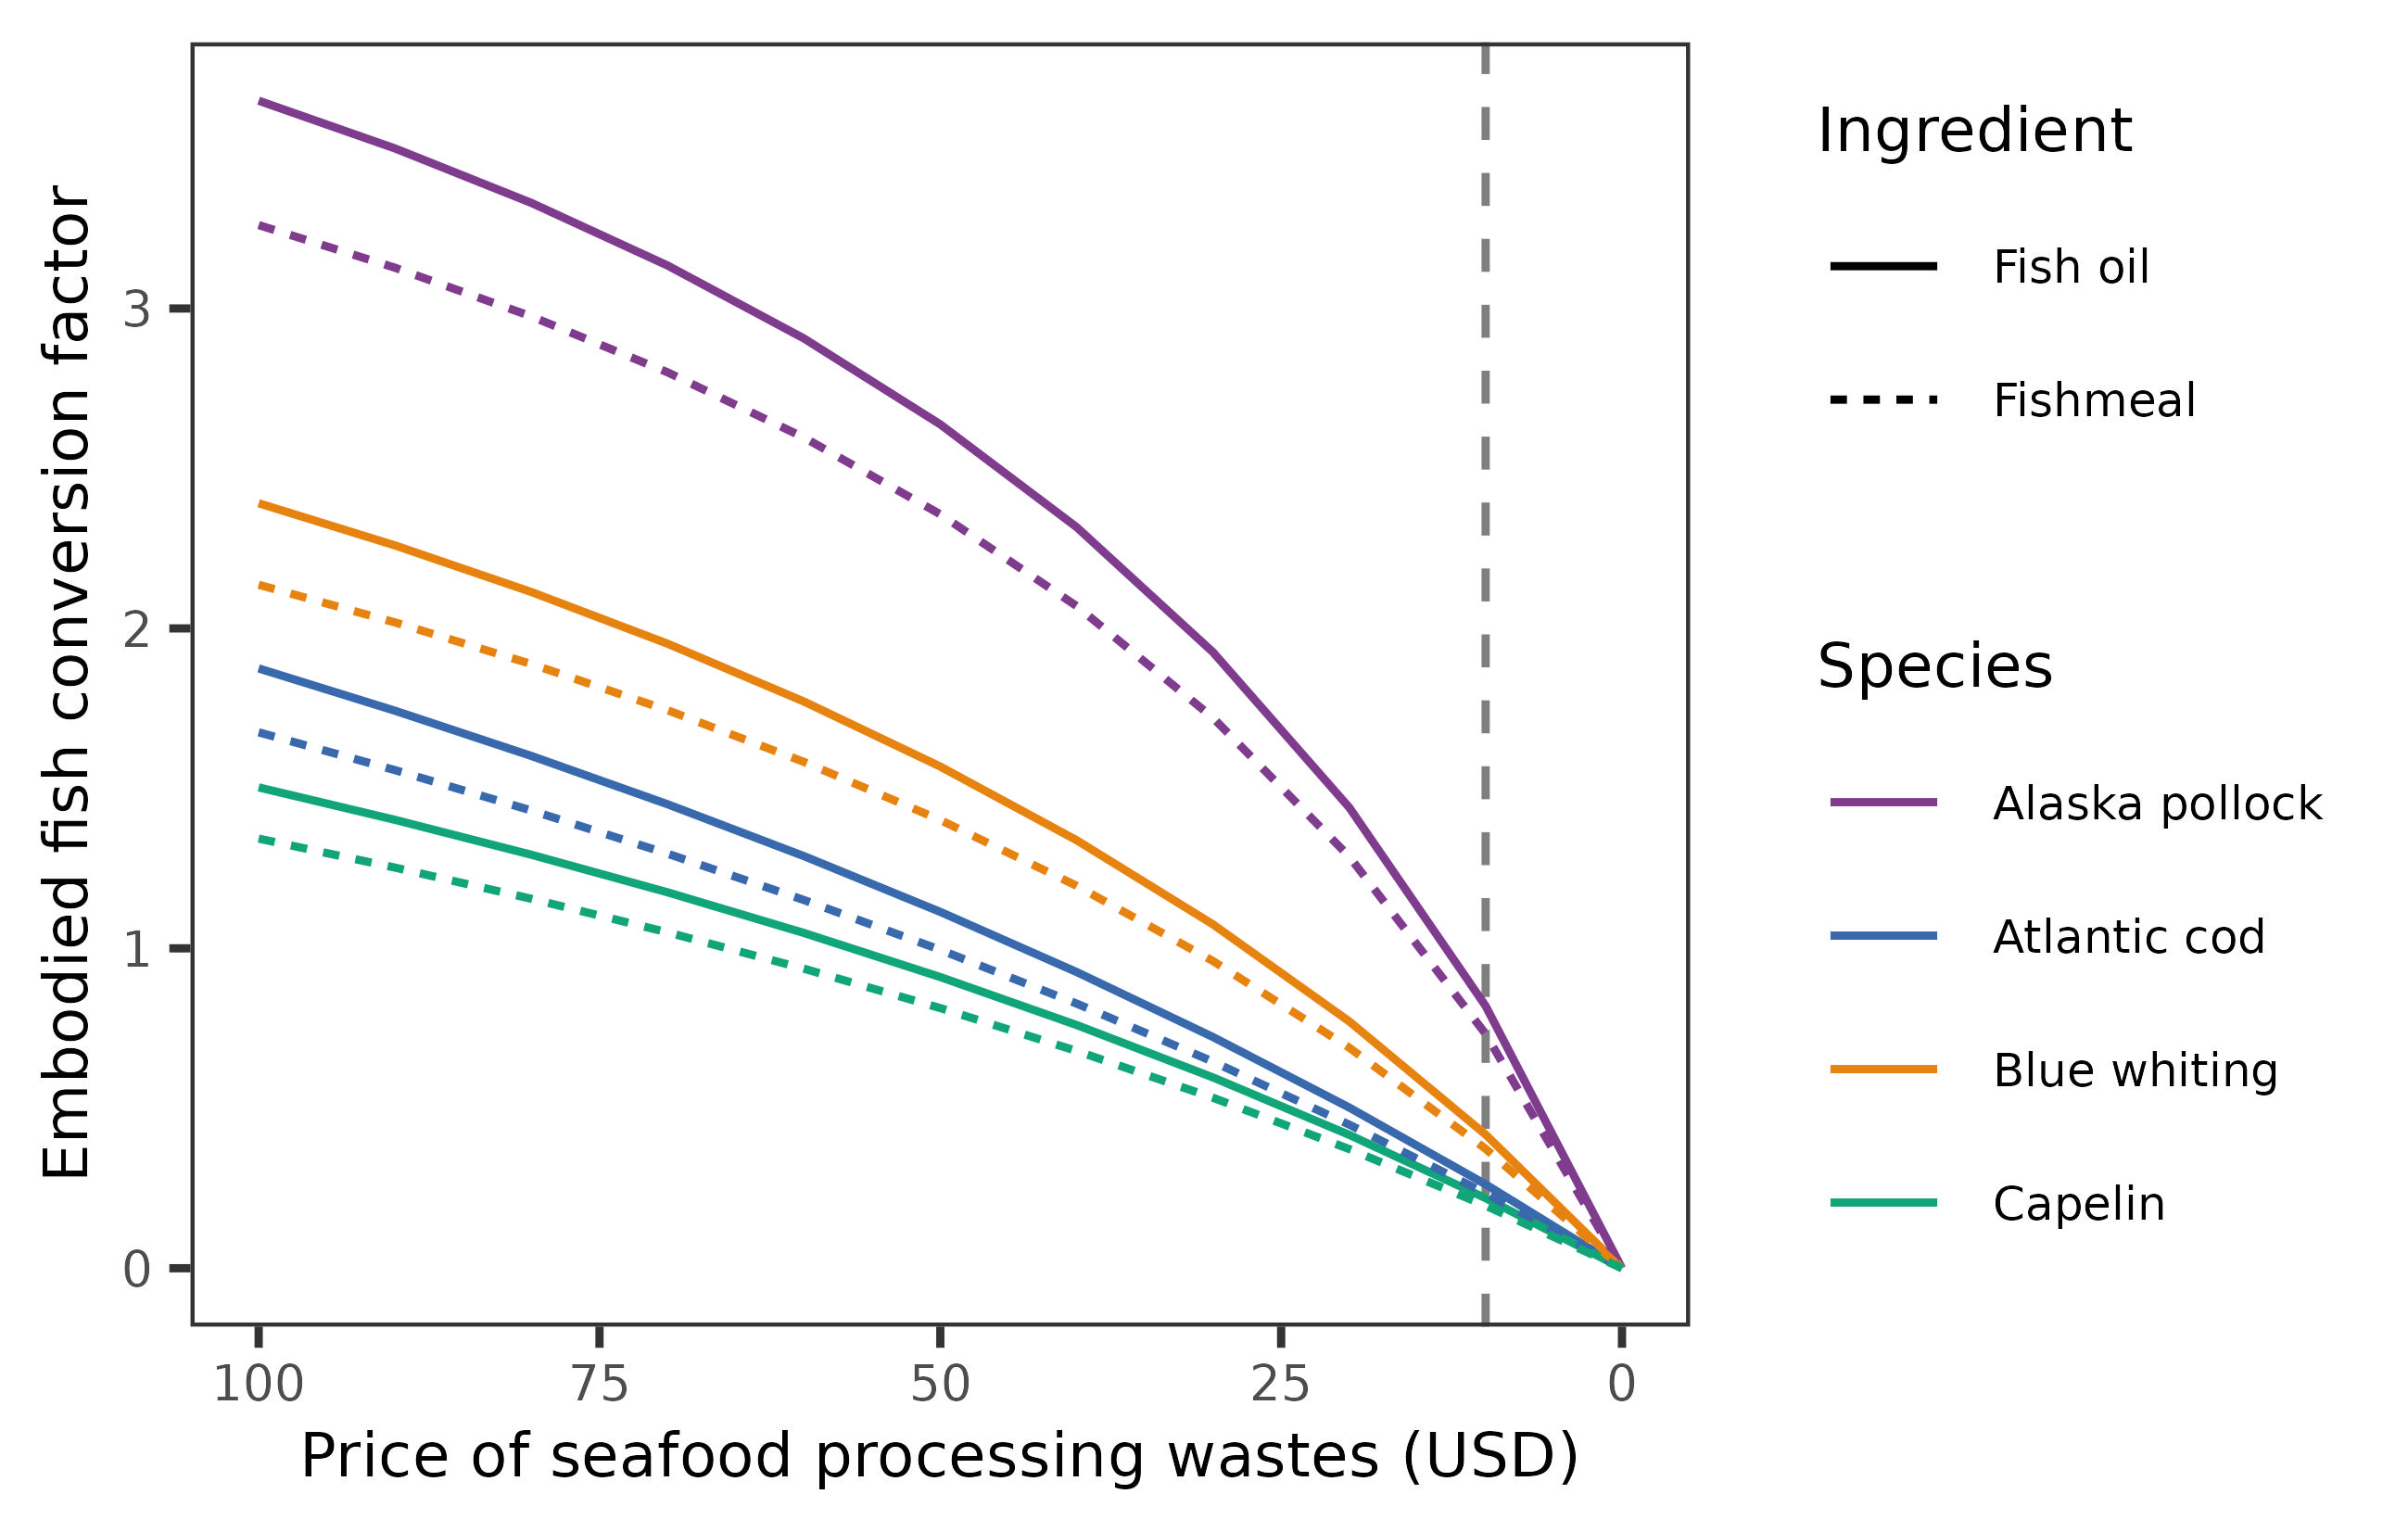 Embodied fish conversion factor
3
2
1
0
100 75 50 25 0
Price of seafood processing wastes (USD)
Ingredient
Fish oil
Fishmeal
Species
Alaska pollock
Atlantic cod
Blue whiting
Capelin